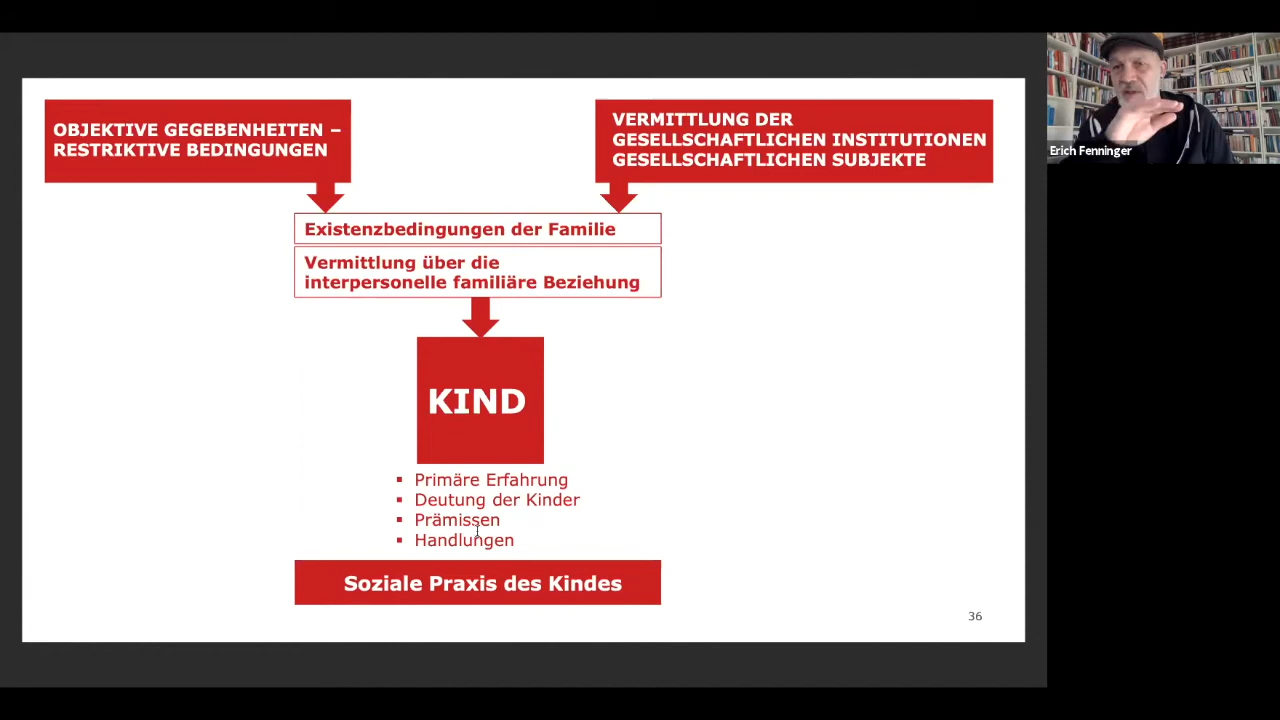 OBJEKTIVE GEGEBENHEITEN –
RESTRIKTIVE BEDINGUNGEN
VERMITTLUNG DER
GESELLSCHAFTLICHEN INSTITUTIONEN
GESELLSCHAFTLICHEN SUBJEKTE
Erich Fenninger
Existenzbedingungen der Familie
Vermittlung über die
interpersonelle familiäre Beziehung
KIND
▪ Primäre Erfahrung
▪ Deutung der Kinder
▪ Prämissen
▪ Handlungen
Soziale Praxis des Kindes
36